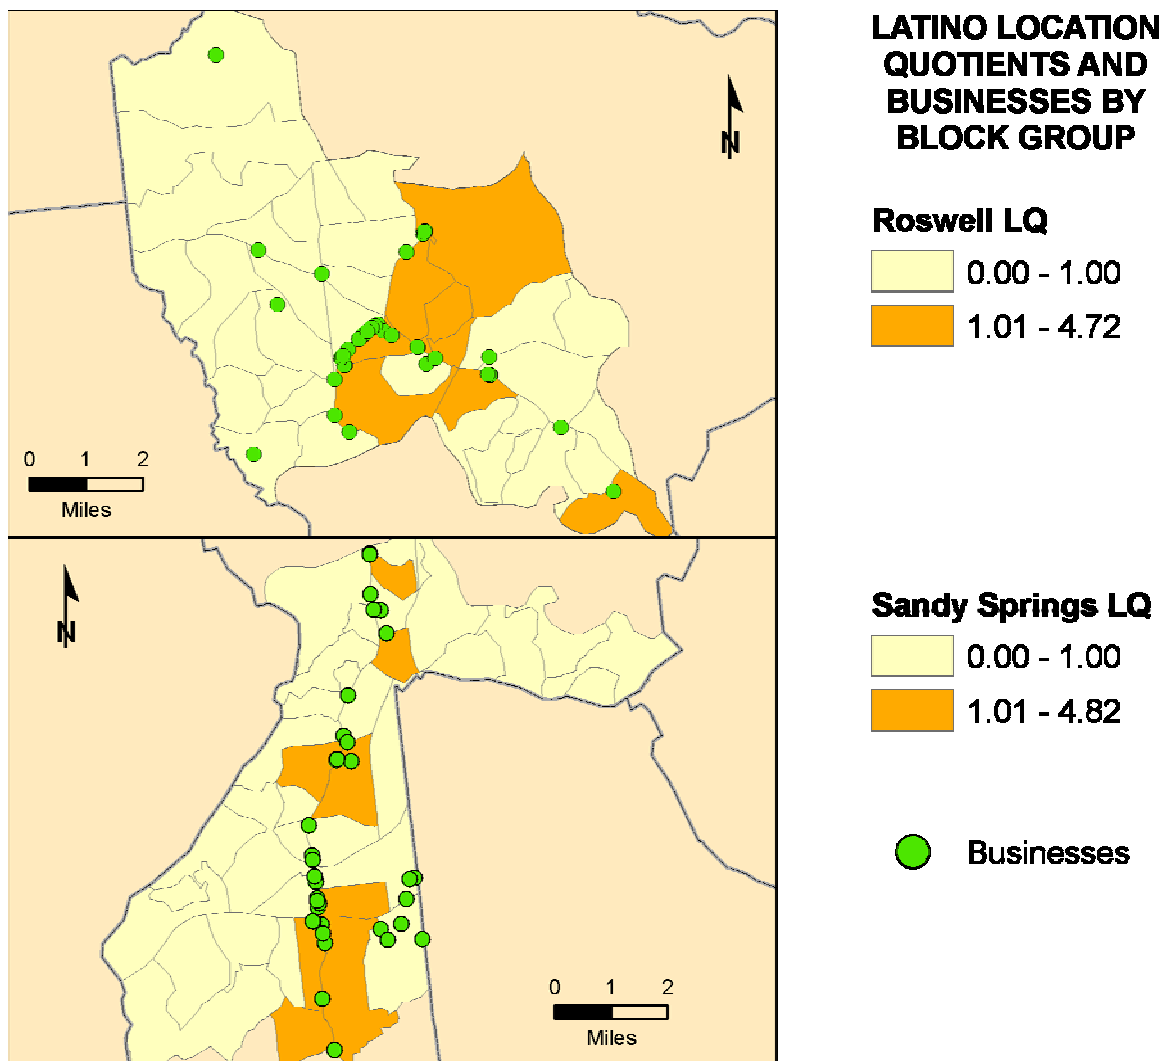 LATINO LOCATION
QUOTIENTS AND
BUSINESSES BY
BLOCK GROUP
N
Roswell LQ
0.00 - 1.00
1.01 - 4.72
0 1 2
Miles
N
Sandy Springs LQ
0.00 - 1.00
1.01 - 4.82
Businesses
0 1 2
Miles